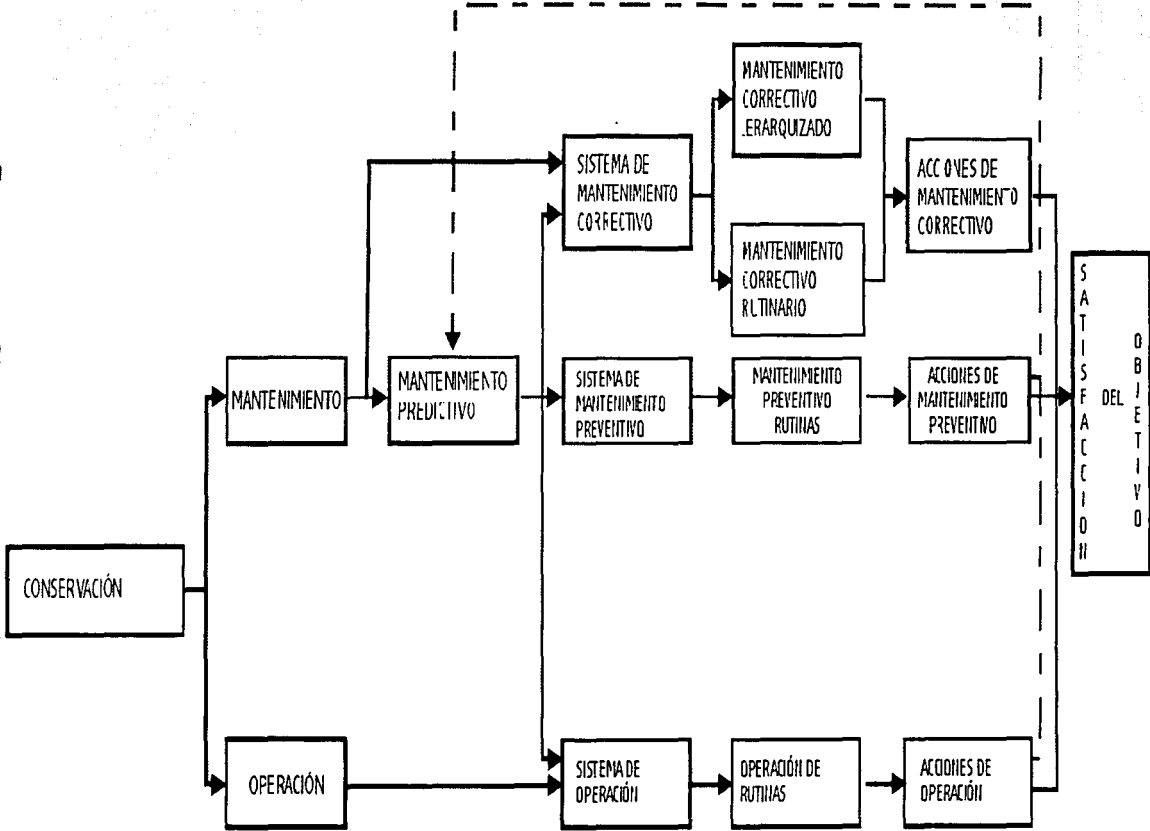 MANTENIMIENTO
CORRECTIVO
JERARQUIZADO
SISTEMA DE
MANTENIMIENTO
CORRECTIVO
ACCIONES DE
MANTENIMIENTO
CORRECTIVO
MANTENIMIENTO
CORRECTIVO
RUTINARIO
MANTENIMIENTO
MANTENIMIENTO
PREDICTIVO
SISTEMA DE
MANTENIMIENTO
PREVENTIVO
MANTENIMIENTO
PREVENTIVO
RUTINAS
ACCIONES DE
MANTENIMIENTO
PREVENTIVO
SATISFACCION
DEL
OBJETIVO
CONSERVACIÓN
OPERACIÓN
SISTEMA DE
OPERACIÓN
OPERACIÓN DE
RUTINAS
ACCIONES DE
OPERACIÓN